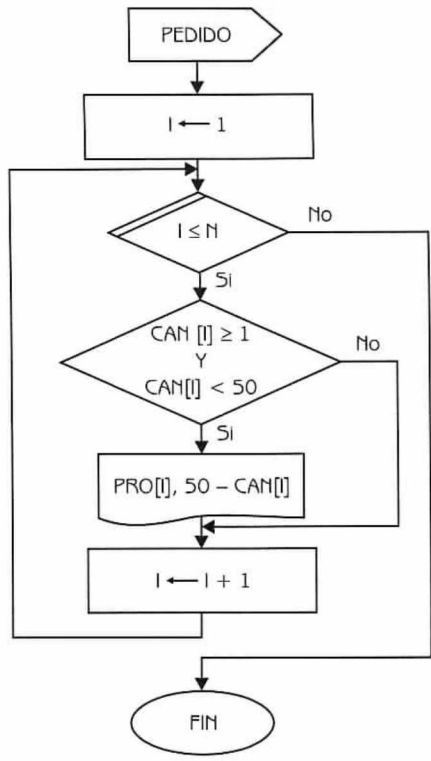 PEDIDO
I ← 1
I ≤ N
No
Si
CAN [I] ≥ 1
Y
CAN[I] < 50
No
Si
PRO[I], 50 – CAN[I]
I ← I + 1
FIN